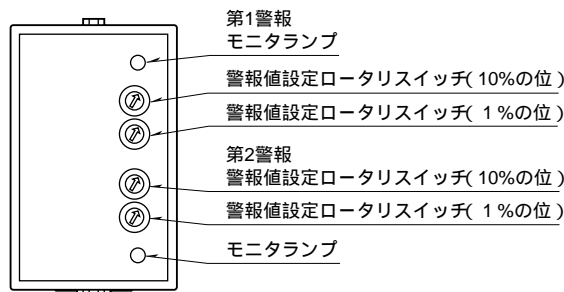 第1警報
モニタランプ
警報値設定ロータリスイッチ( 10%の位 )
警報値設定ロータリスイッチ( 1 %の位 )
第2警報
警報値設定ロータリスイッチ( 10%の位 )
警報値設定ロータリスイッチ( 1 %の位 )
モニタランプ